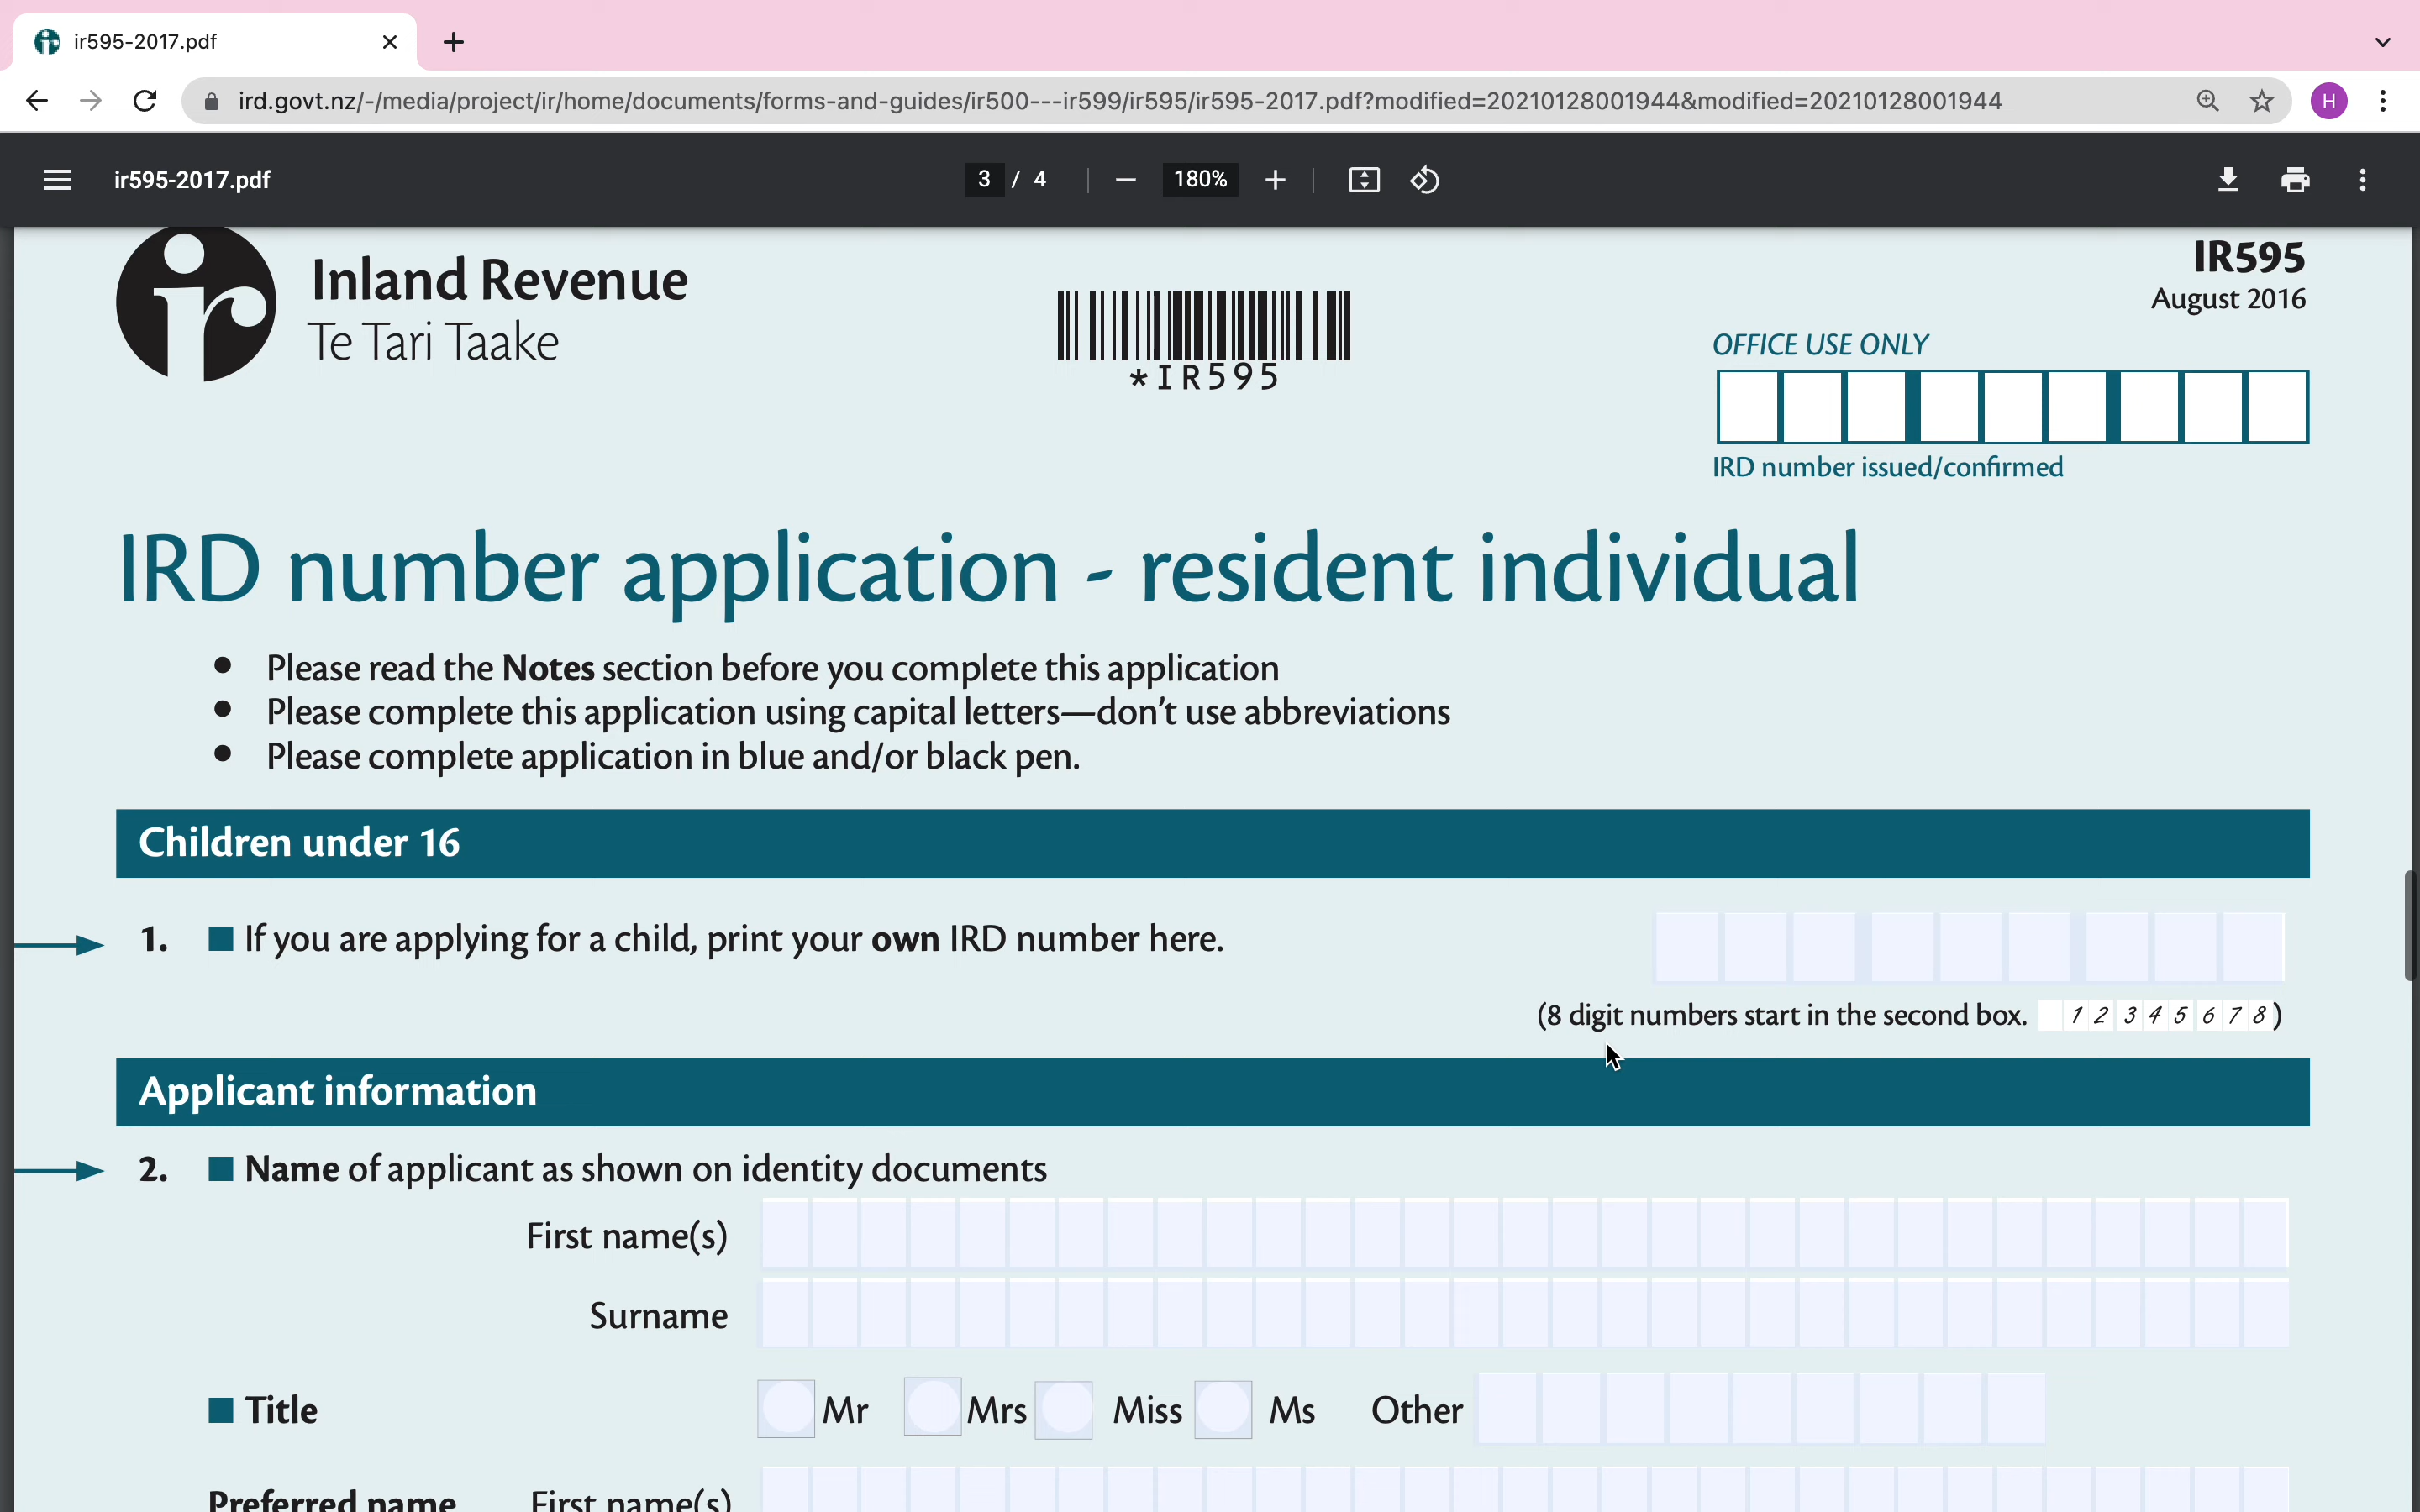 ir595-2017.pdf
ird.govt.nz/-/media/project/ir/home/documents/forms-and-guides/ir500---ir599/ir595/ir595-2017.pdf?modified=20210128001944&modified=20210128001944
H
ir595-2017.pdf
3 / 4
180%
ir
Inland Revenue
Te Tari Taake
*IR595
IR595
August 2016
OFFICE USE ONLY
IRD number issued/confirmed
IRD number application - resident individual
• Please read the Notes section before you complete this application
• Please complete this application using capital letters—don't use abbreviations
• Please complete application in blue and/or black pen.
Children under 16
1. ■ If you are applying for a child, print your own IRD number here.
(8 digit numbers start in the second box. 1 2 3 4 5 6 7 8)
Applicant information
2. ■ Name of applicant as shown on identity documents
First name(s)
Surname
■ Title Mr Mrs Miss Ms Other
Preferred name First name(s)